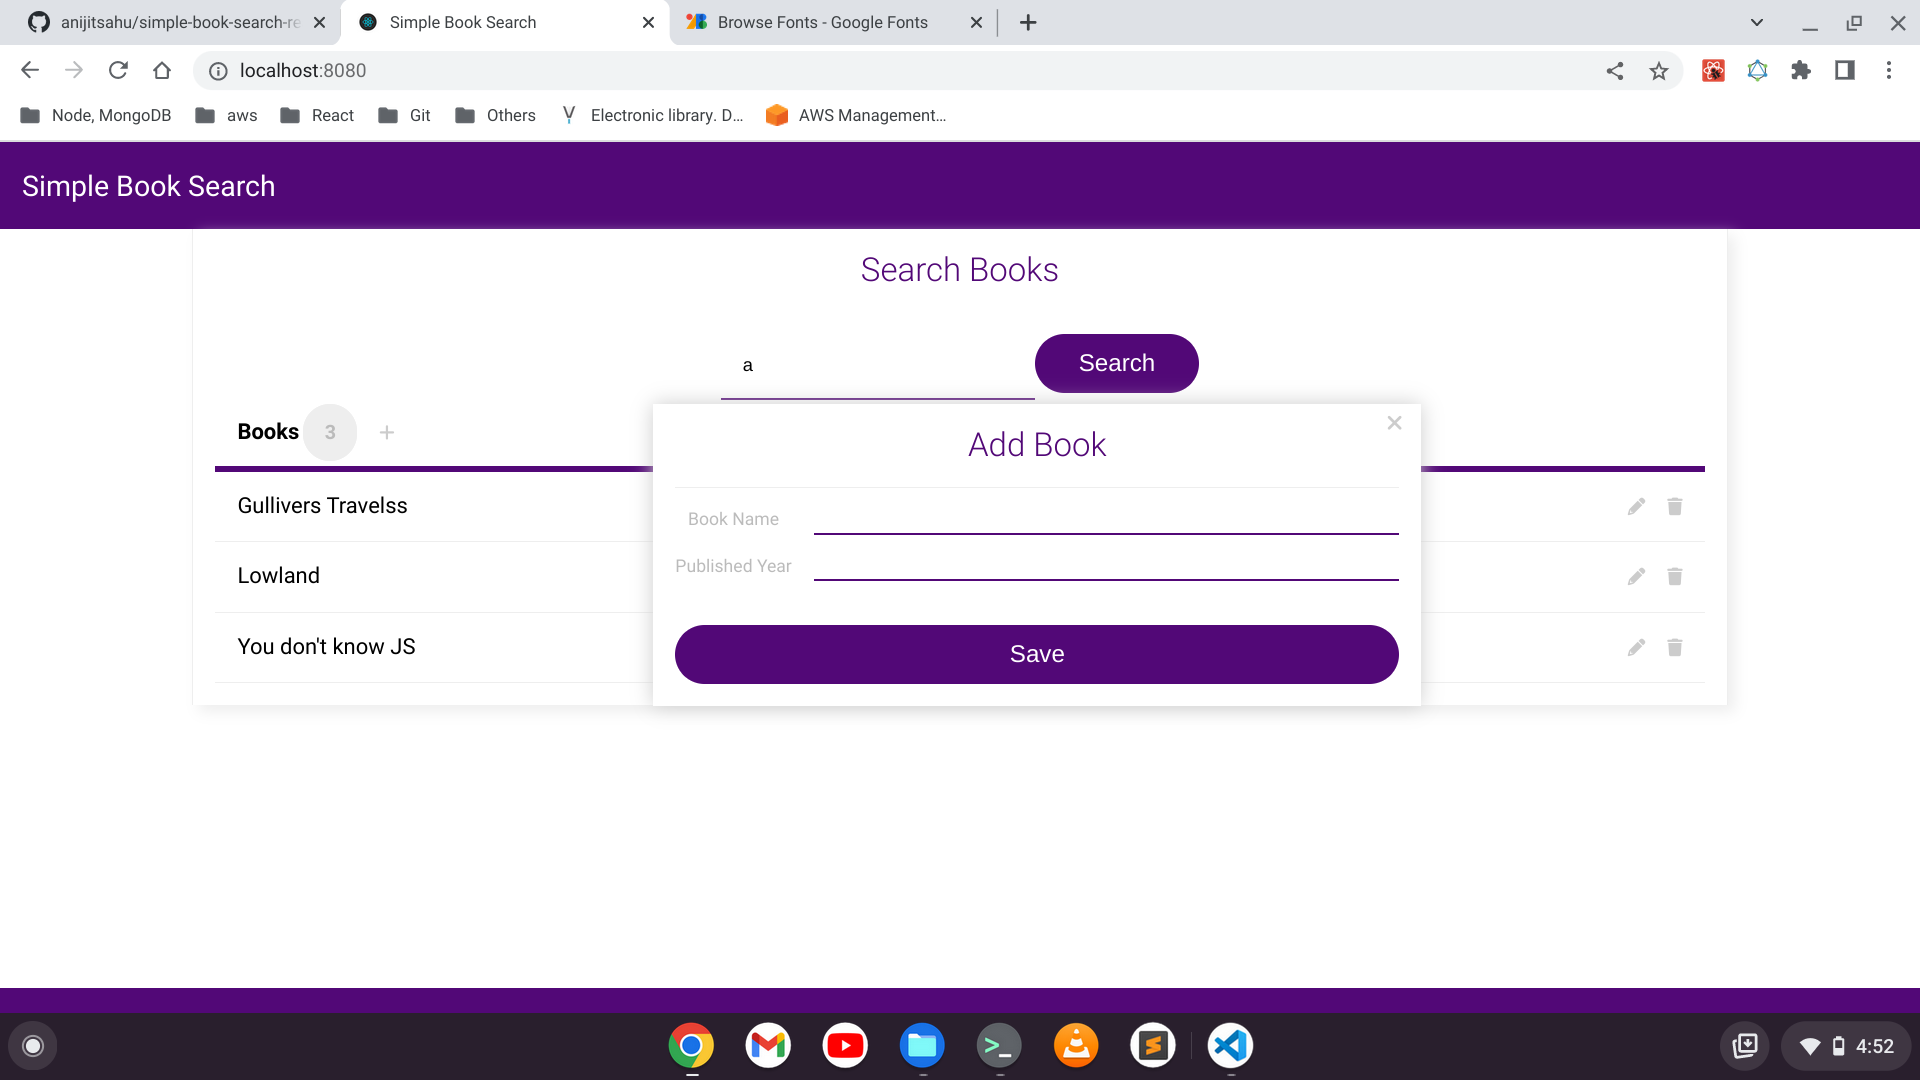 anijitsahu/simple-book-search-re
Simple Book Search
Browse Fonts - Google Fonts
localhost:8080
Node, MongoDB
aws
React
Git
Others
Electronic library. D...
AWS Management...
Simple Book Search
Search Books
a
Search
Books 3 +
Add Book
Gullivers Travelss
Book Name
Published Year
Lowland
You don't know JS
Save
4:52